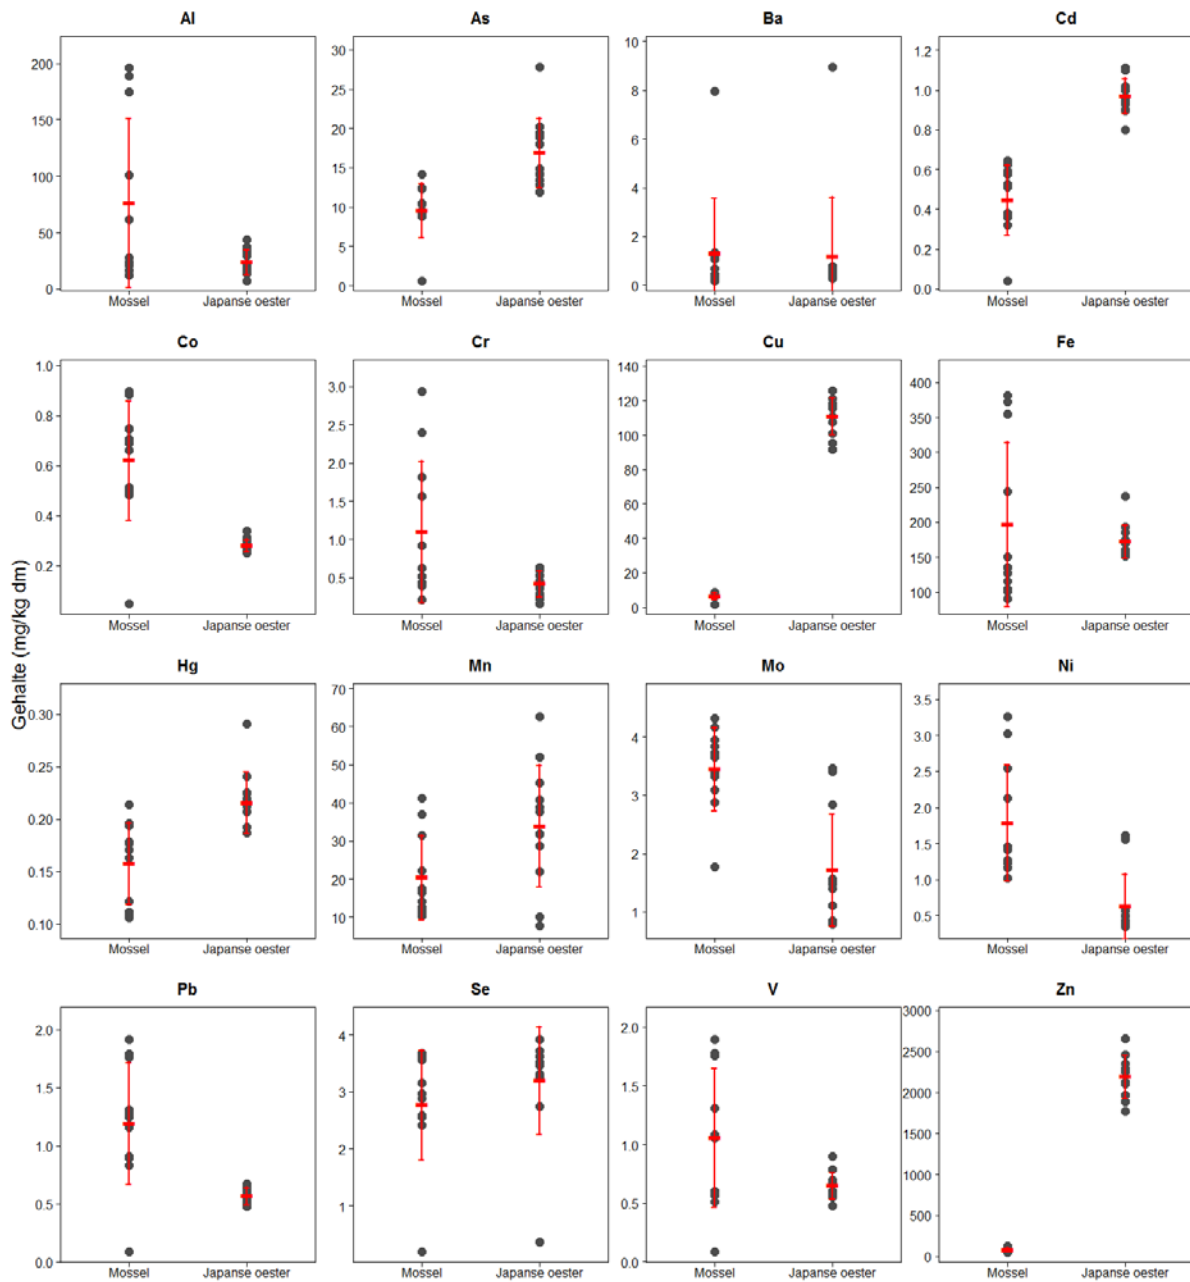 Al As Ba Cd
200 150 100 50 0
30 25 20 15 10 5 0
10 8 6 4 2 0
1.2 1.0 0.8 0.6 0.4 0.2 0.0
Mossel Japanse oester Mossel Japanse oester Mossel Japanse oester Mossel Japanse oester
Co Cr Cu Fe
1.0 0.8 0.6 0.4 0.2
3.0 2.5 2.0 1.5 1.0 0.5
140 120 100 80 60 40 20 0
400 350 300 250 200 150 100
Mossel Japanse oester Mossel Japanse oester Mossel Japanse oester Mossel Japanse oester
Gehalte (mg/kg dm)
Hg Mn Mo Ni
0.30 0.25 0.20 0.15 0.10
70 60 50 40 30 20 10
4 3 2 1
3.5 3.0 2.5 2.0 1.5 1.0 0.5
Mossel Japanse oester Mossel Japanse oester Mossel Japanse oester Mossel Japanse oester
Pb Se V Zn
2.0 1.5 1.0 0.5 0.0
4 3 2 1
2.0 1.5 1.0 0.5 0.0
3000 2500 2000 1500 1000 500 0
Mossel Japanse oester Mossel Japanse oester Mossel Japanse oester Mossel Japanse oester